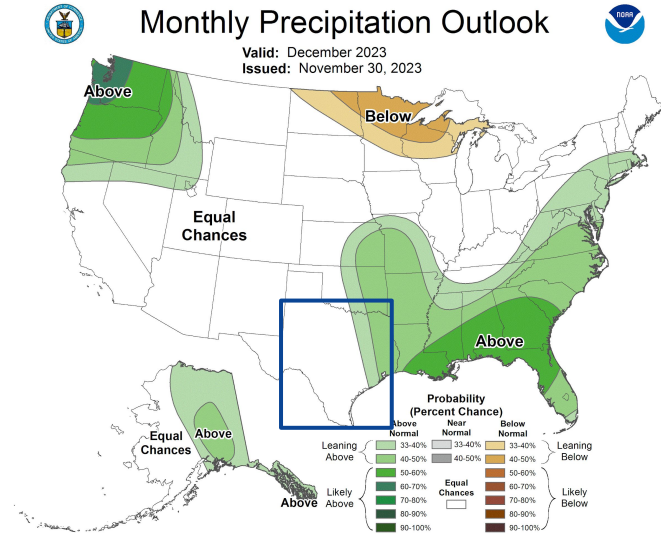 Monthly Precipitation Outlook
NOAA
Valid: December 2023
Issued: November 30, 2023
Above
Below
Equal
Chances
Above
Equal
Chances
Above
Above
Probability
(Percent Chance)
Above
Normal
Near
Normal
Below
Normal
Leaning
Above
33-40%
40-50%
33-40%
40-50%
33-40%
40-50%
Leaning
Below
Likely
Above
50-60%
60-70%
70-80%
80-90%
90-100%
Equal
Chances
50-60%
60-70%
70-80%
80-90%
90-100%
Likely
Below